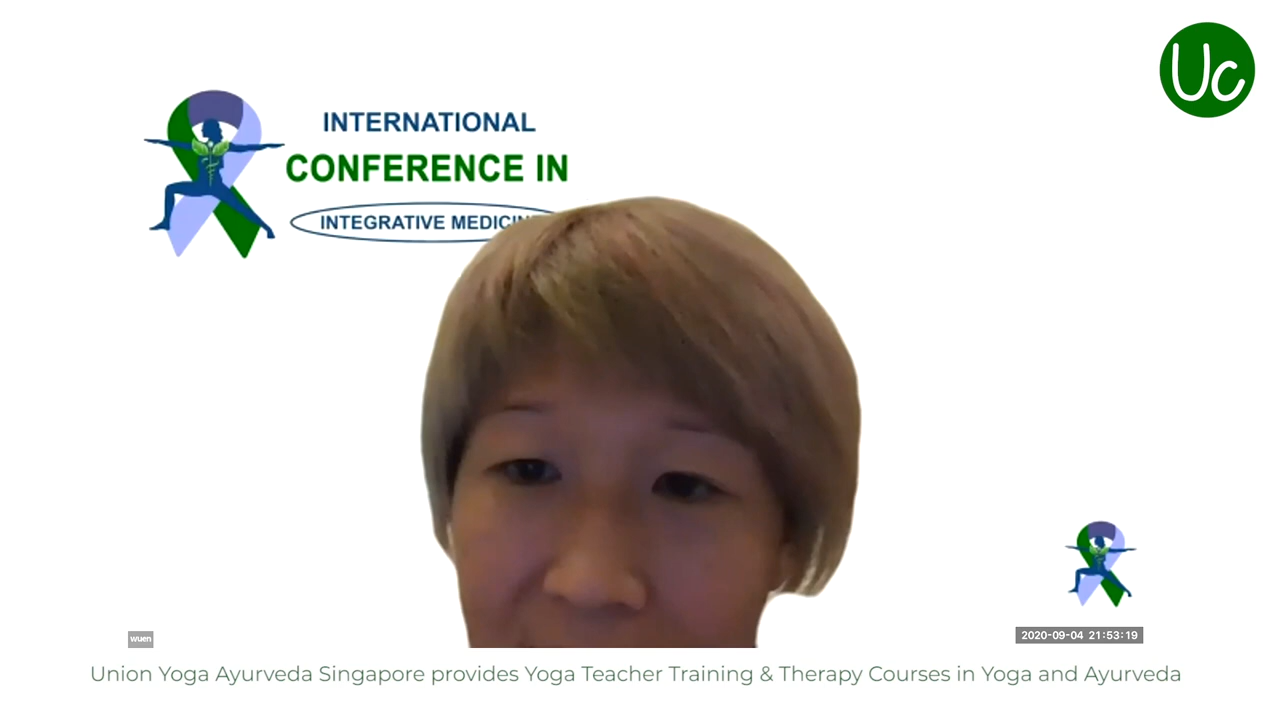 Uc
INTERNATIONAL
CONFERENCE IN
INTEGRATIVE MEDICIN
wuen
2020-09-04 21:53:19
Union Yoga Ayurveda Singapore provides Yoga Teacher Training & Therapy Courses in Yoga and Ayurveda